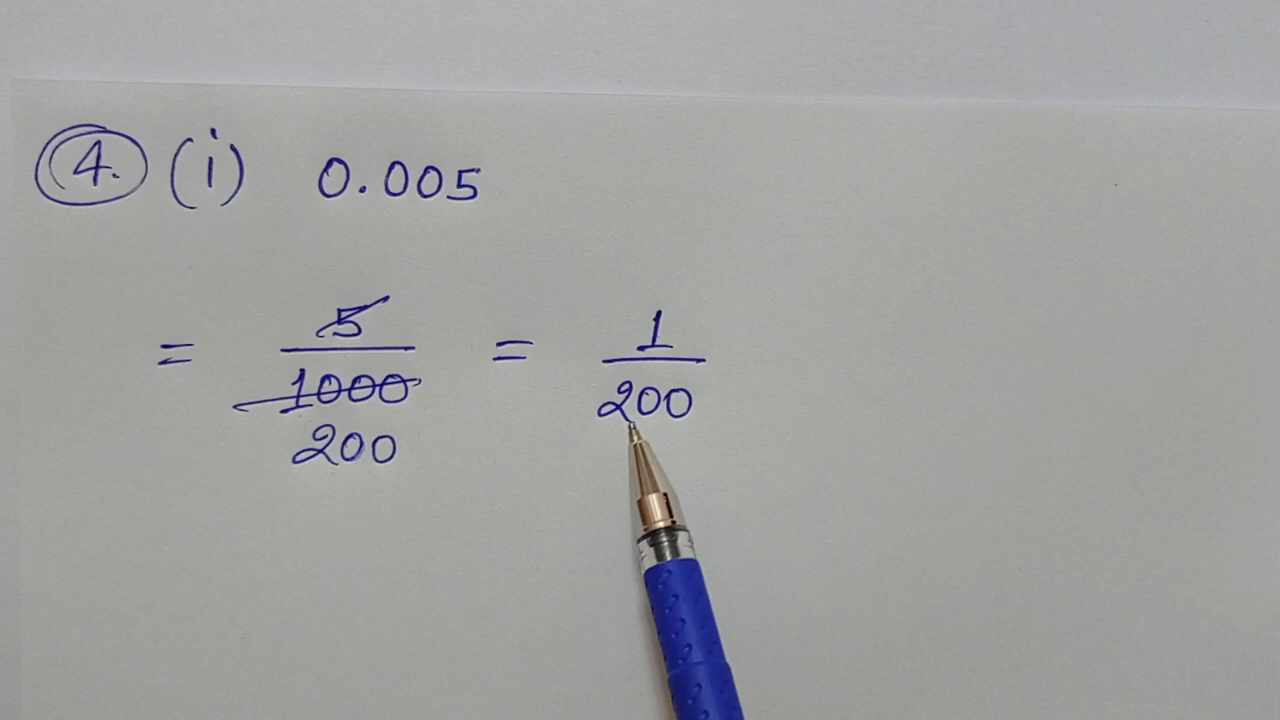 4. (i) 0.005
= 5/1000 = 1/200
200